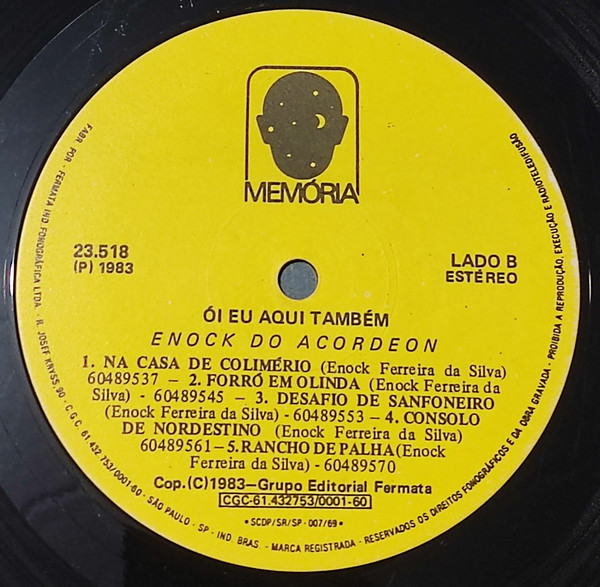 MEMÓRIA
23.518
(P) 1983
LADO B
ESTÉREO
ÓI EU AQUI TAMBÉM
ENOCK DO ACORDEON
1. NA CASA DE COLIMÉRIO (Enock Ferreira da Silva)
60489537 – 2. FORRÓ EM OLINDA (Enock Ferreira da
Silva) - 60489545 – 3. DESAFIO DE SANFONEIRO
(Enock Ferreira da Silva) - 60489553 – 4. CONSOLO
DE NORDESTINO (Enock Ferreira da Silva)
60489561 – 5. RANCHO DE PALHA (Enock
Ferreira da Silva) - 60489570
Cop. (C) 1983 – Grupo Editorial Fermata
CGC-61.432753/0001-60
• SCDP/SR/SP - 007/69 •
FABR. POR - FERMATA IND. FONOGRÁFICA LTDA. - R. JOSEF KRYSS 90 - C.G.C. 61.432.753/0001-60 - SÃO PAULO - SP - IND. BRAS. - MARCA REGISTRADA - RESERVADOS OS DIREITOS FONOGRÁFICOS E DA OBRA GRAVADA - PROIBIDA A REPRODUÇÃO, EXECUÇÃO E RADIOTELEDIFUSÃO